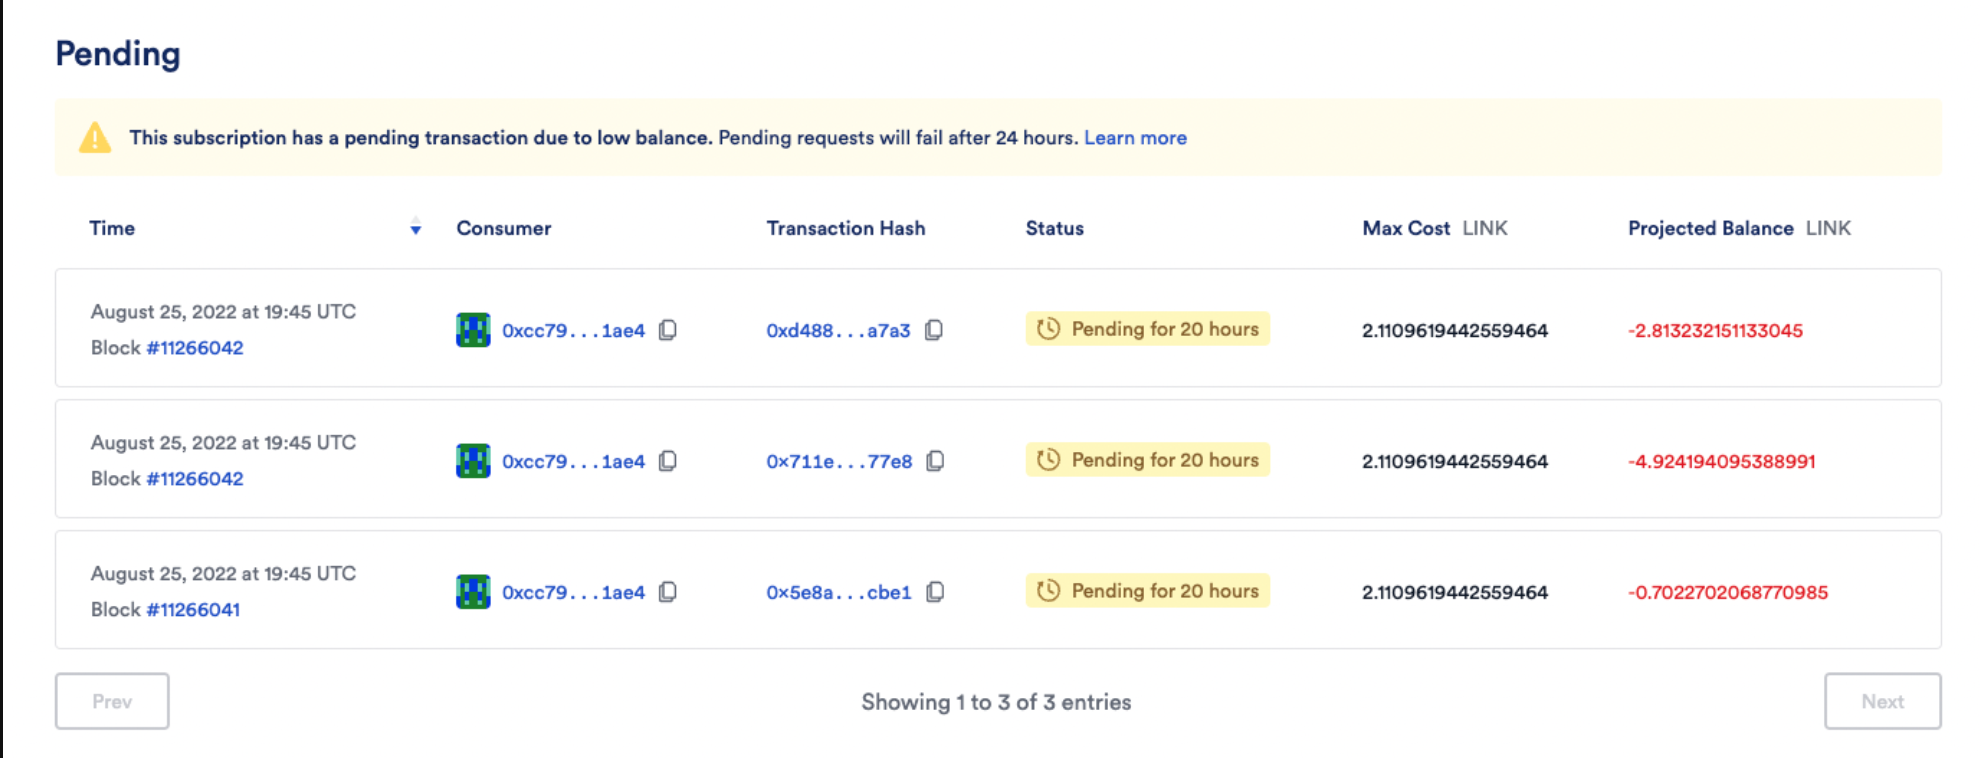 Pending
This subscription has a pending transaction due to low balance. Pending requests will fail after 24 hours. Learn more
Time Consumer Transaction Hash Status Max Cost LINK Projected Balance LINK
August 25, 2022 at 19:45 UTC
Block #11266042
0xcc79...1ae4 0xd488...a7a3 Pending for 20 hours 2.1109619442559464 -2.813232151133045
August 25, 2022 at 19:45 UTC
Block #11266042
0xcc79...1ae4 0x711e...77e8 Pending for 20 hours 2.1109619442559464 -4.924194095388991
August 25, 2022 at 19:45 UTC
Block #11266041
0xcc79...1ae4 0x5e8a...cbe1 Pending for 20 hours 2.1109619442559464 -0.7022702068770985
Prev Showing 1 to 3 of 3 entries Next